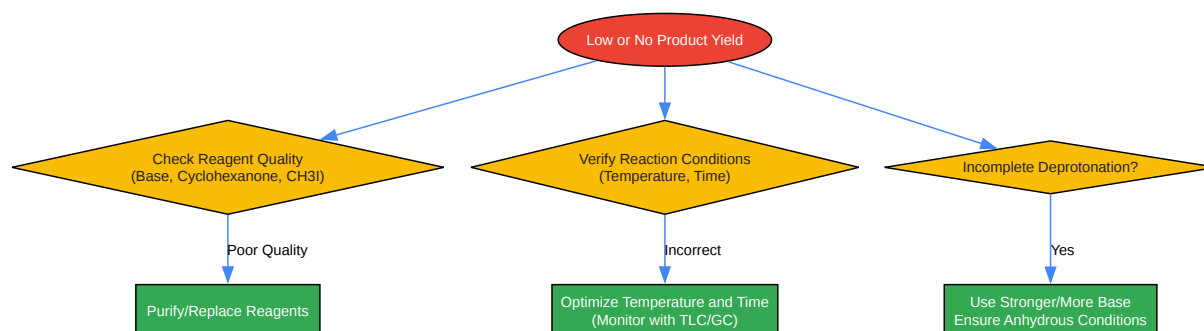 Low or No Product Yield
Check Reagent Quality
(Base, Cyclohexanone, CH3I)
Verify Reaction Conditions
(Temperature, Time)
Incomplete Deprotonation?
Poor Quality
Incorrect
Yes
Purify/Replace Reagents
Optimize Temperature and Time
(Monitor with TLC/GC)
Use Stronger/More Base
Ensure Anhydrous Conditions